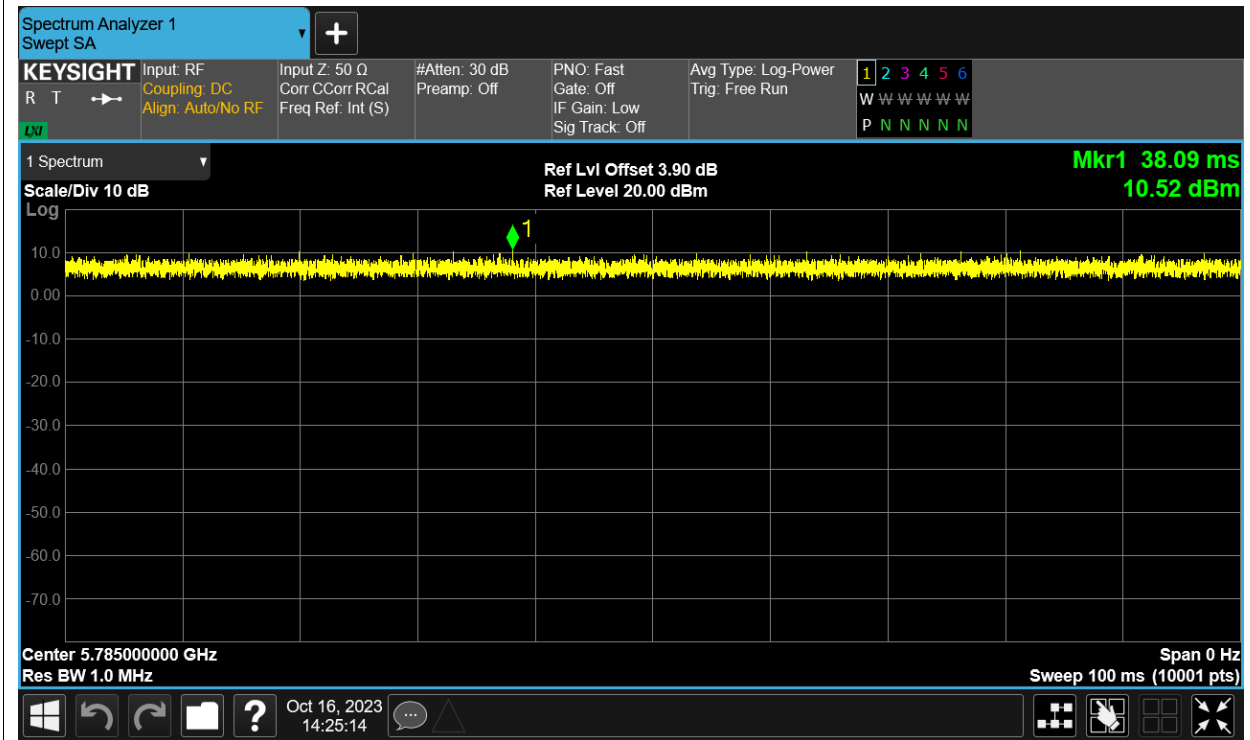 Spectrum Analyzer 1
Swept SA
KEYSIGHT
R T
LXI
Input: RF
Coupling: DC
Align: Auto/No RF
Input Z: 50 Ω
Corr CCorr RCal
Freq Ref: Int (S)
#Atten: 30 dB
Preamp: Off
PNO: Fast
Gate: Off
IF Gain: Low
Sig Track: Off
Avg Type: Log-Power
Trig: Free Run
1 2 3 4 5 6
W W W W W W
P N N N N N
1 Spectrum
Scale/Div 10 dB
Ref Lvl Offset 3.90 dB
Ref Level 20.00 dBm
Mkr1 38.09 ms
10.52 dBm
Log
1
10.0
0.00
-10.0
-20.0
-30.0
-40.0
-50.0
-60.0
-70.0
Center 5.785000000 GHz
Res BW 1.0 MHz
Span 0 Hz
Sweep 100 ms (10001 pts)
?
Oct 16, 2023
14:25:14